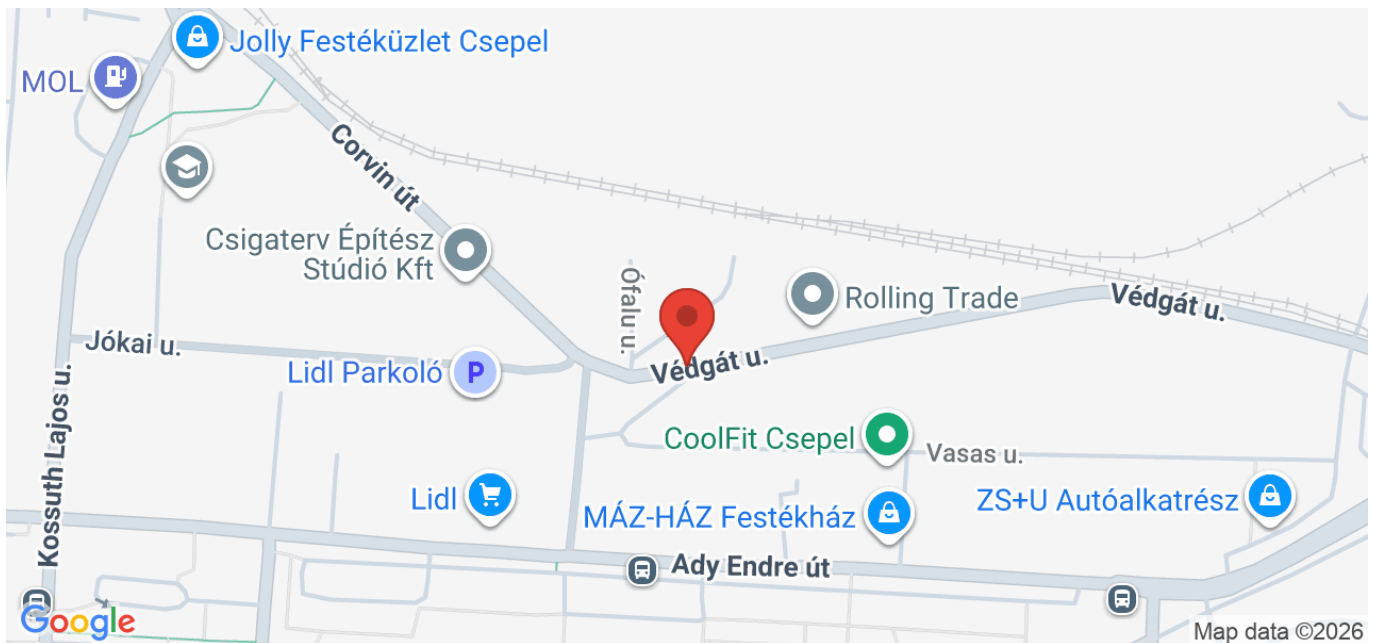 Jolly Festéküzlet Csepel
MOL
Corvin út
Csigaterv Építész
Stúdió Kft
Ófalu u.
Rolling Trade
Védgát u.
Jókai u.
Lidl Parkoló
P
Védgát u.
Kossuth Lajos u.
CoolFit Csepel
Vasas u.
Lidl
MÁZ-HÁZ Festékház
ZS+U Autóalkatrész
Ady Endre út
Google
Map data ©2026